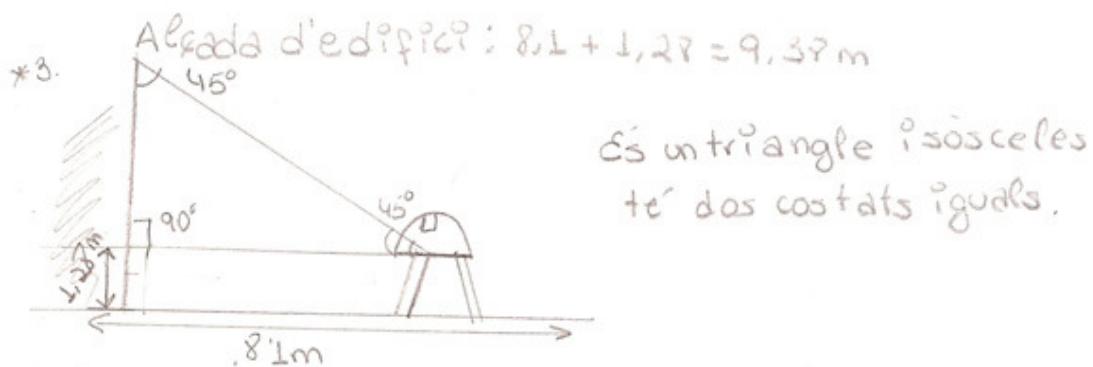 Alçada d'edifici: 8,1 + 1,28 = 9,38 m
*3.
45°
És un triangle isòsceles
té dos costats iguals.
45°
90°
1,28m
8'1m